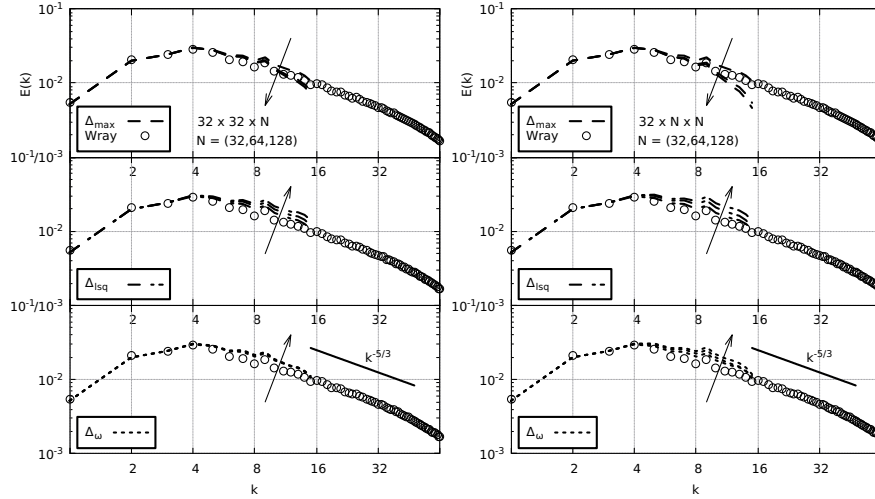 10⁻¹
10⁻²
10⁻¹/10⁻³
E(k)
Δmax
Wray
32 x 32 x N
N = (32,64,128)
2 4 8 16 32
10⁻²
10⁻¹/10⁻³
Δlsq
2 4 8 16 32
10⁻²
10⁻³
Δω
k^-5/3
2 4 8 16 32
k
10⁻¹
10⁻²
10⁻¹/10⁻³
E(k)
Δmax
Wray
32 x N x N
N = (32,64,128)
2 4 8 16 32
10⁻²
10⁻¹/10⁻³
Δlsq
2 4 8 16 32
10⁻²
10⁻³
Δω
k^-5/3
2 4 8 16 32
k